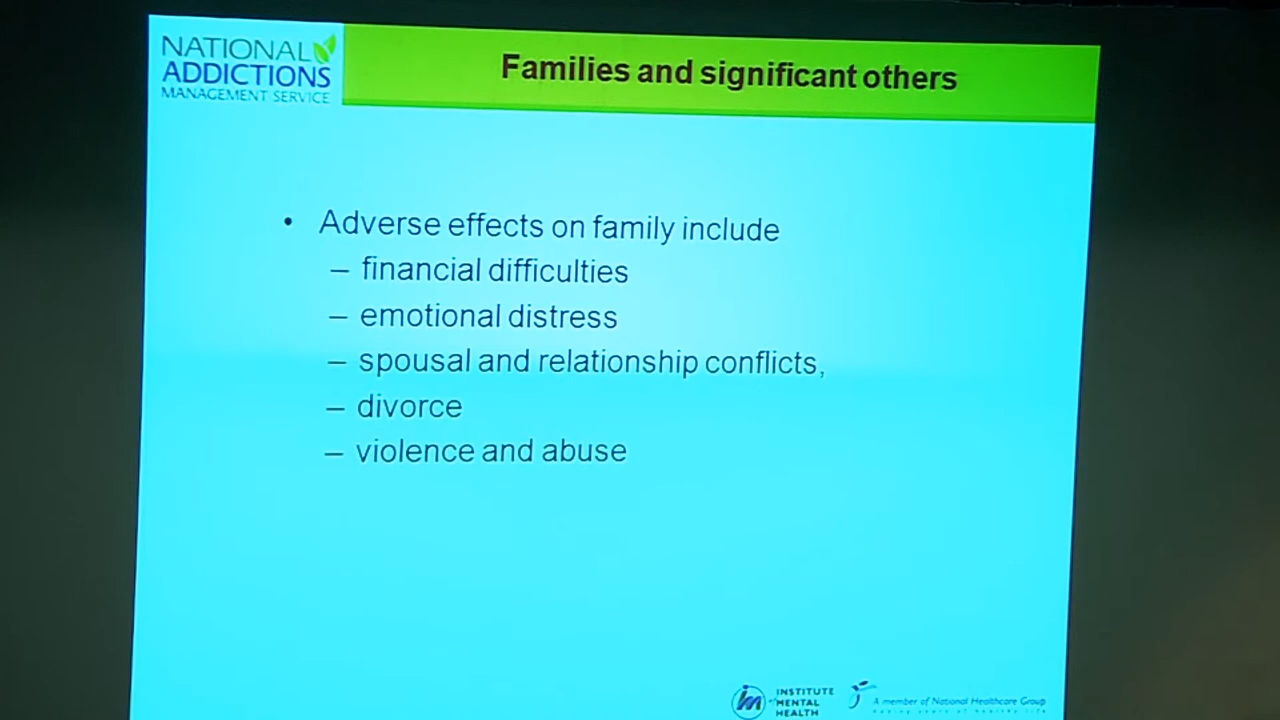 NATIONAL
ADDICTIONS
MANAGEMENT SERVICE
Families and significant others
• Adverse effects on family include
– financial difficulties
– emotional distress
– spousal and relationship conflicts,
– divorce
– violence and abuse
INSTITUTE
of MENTAL
HEALTH
A member of National Healthcare Group